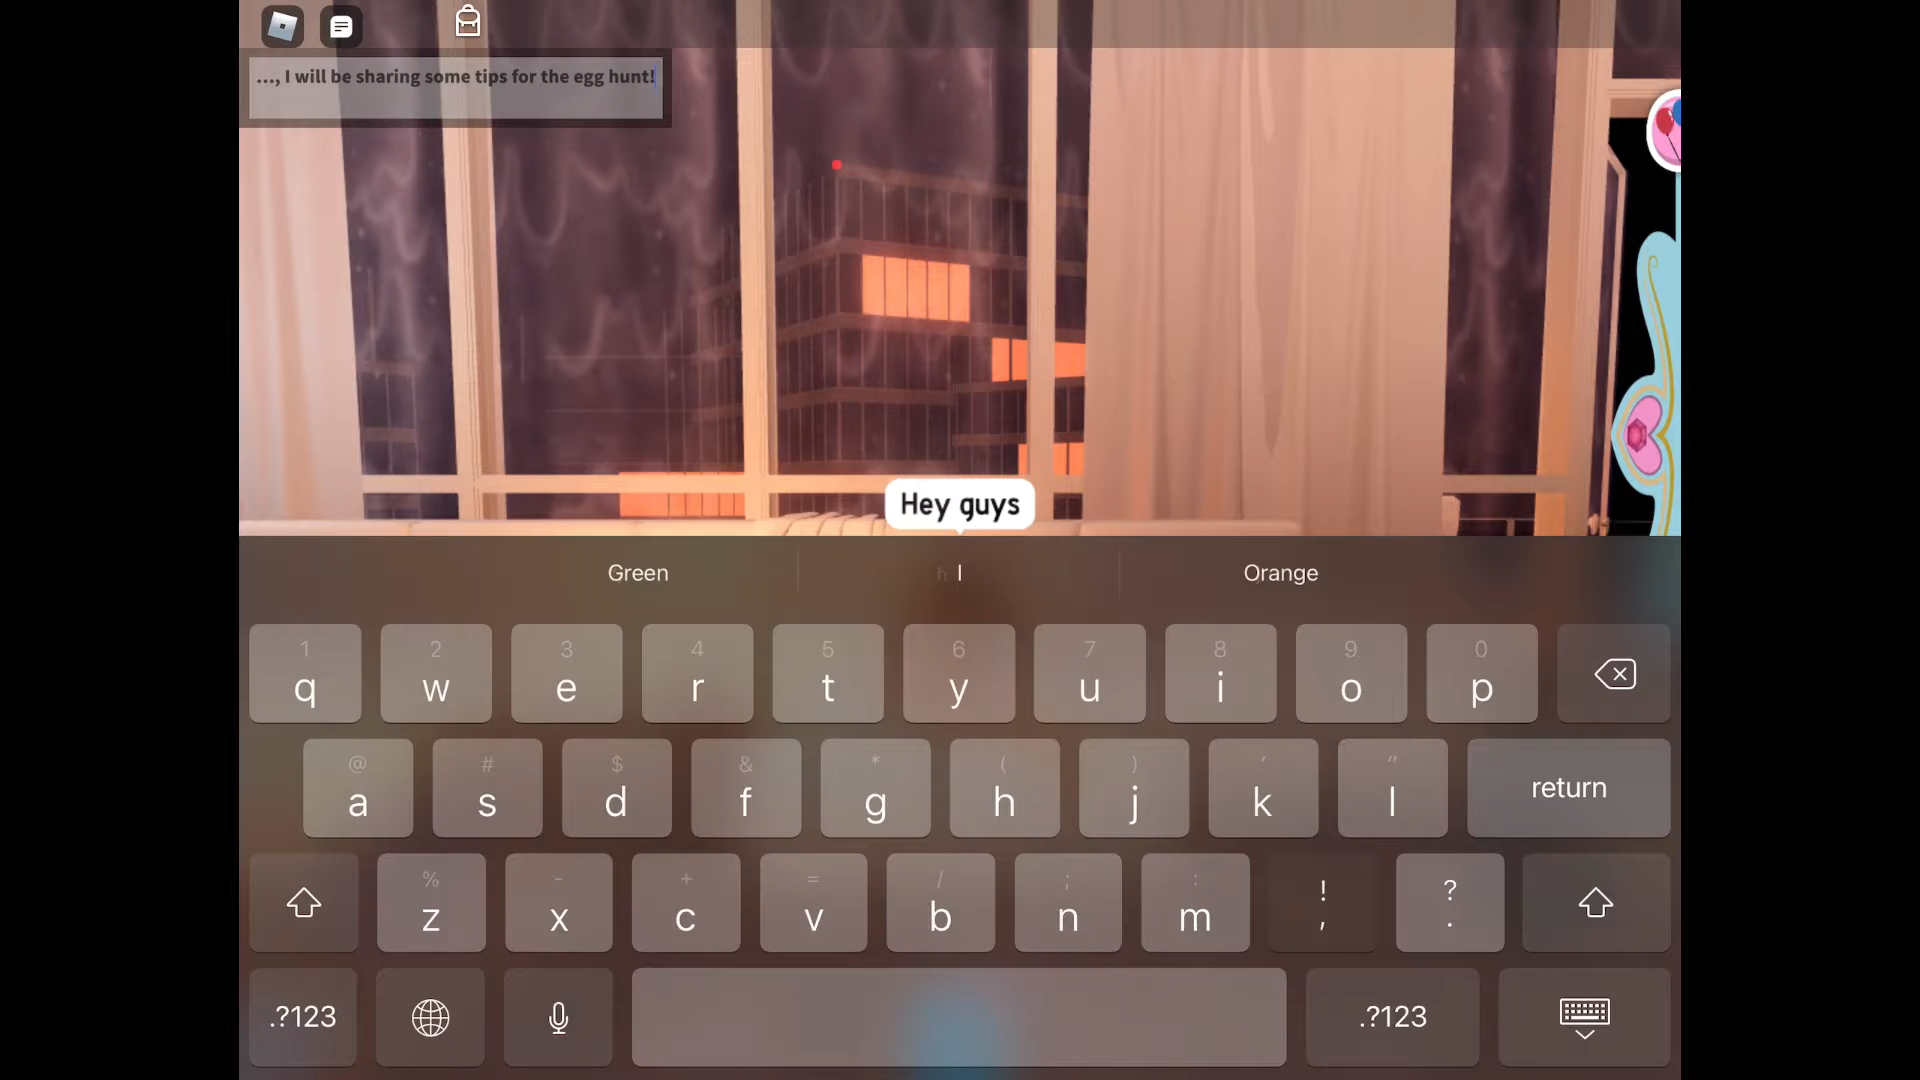 ..., I will be sharing some tips for the egg hunt!
Hey guys
Green
I
Orange
1 2 3 4 5 6 7 8 9 0
q w e r t y u i o p
@ # $ & * ( ) ' "
a s d f g h j k l return
% - + = / ; : ! ?
z x c v b n m , .
.?123 .?123